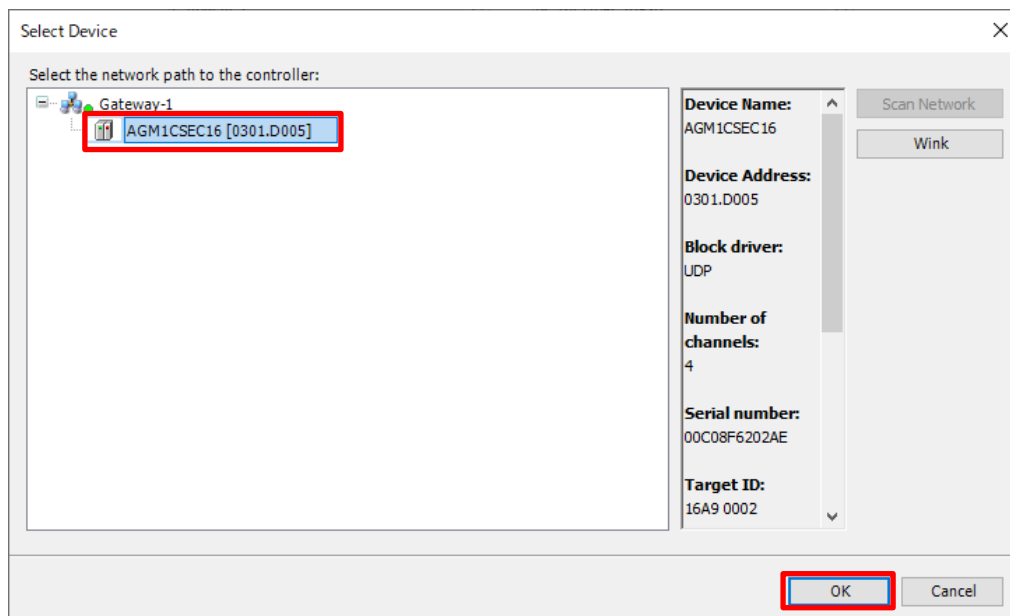 Select Device
Select the network path to the controller:
Gateway-1
AGM1CSEC16 [0301.D005]
Device Name:
AGM1CSEC16
Device Address:
0301.D005
Block driver:
UDP
Number of
channels:
4
Serial number:
00C08F6202AE
Target ID:
16A9 0002
Scan Network
Wink
OK
Cancel